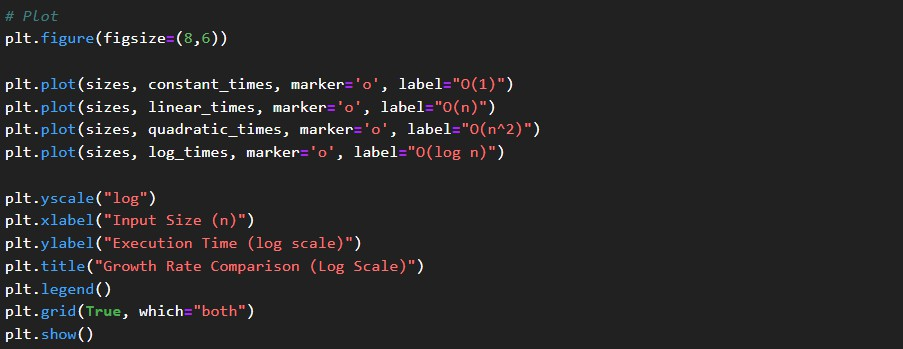 # Plot
plt.figure(figsize=(8,6))
plt.plot(sizes, constant_times, marker='o', label="O(1)")
plt.plot(sizes, linear_times, marker='o', label="O(n)")
plt.plot(sizes, quadratic_times, marker='o', label="O(n^2)")
plt.plot(sizes, log_times, marker='o', label="O(log n)")
plt.yscale("log")
plt.xlabel("Input Size (n)")
plt.ylabel("Execution Time (log scale)")
plt.title("Growth Rate Comparison (Log Scale)")
plt.legend()
plt.grid(True, which="both")
plt.show()